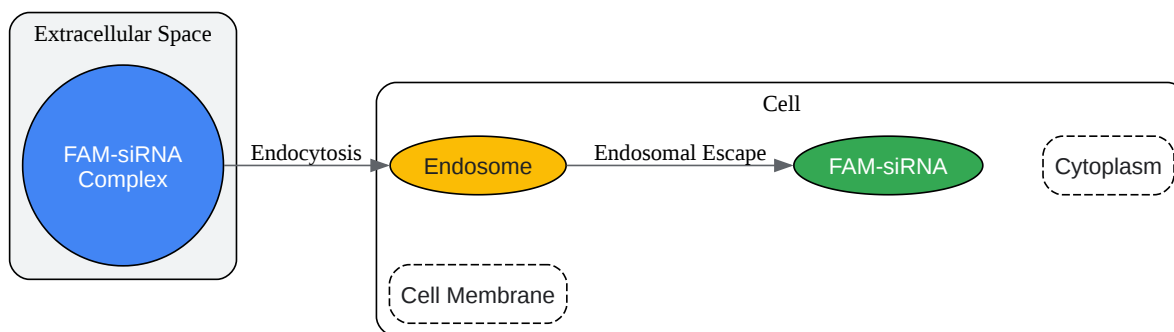 Extracellular Space
FAM-siRNA
Complex
Endocytosis
Cell
Endosome
Endosomal Escape
FAM-siRNA
Cytoplasm
Cell Membrane